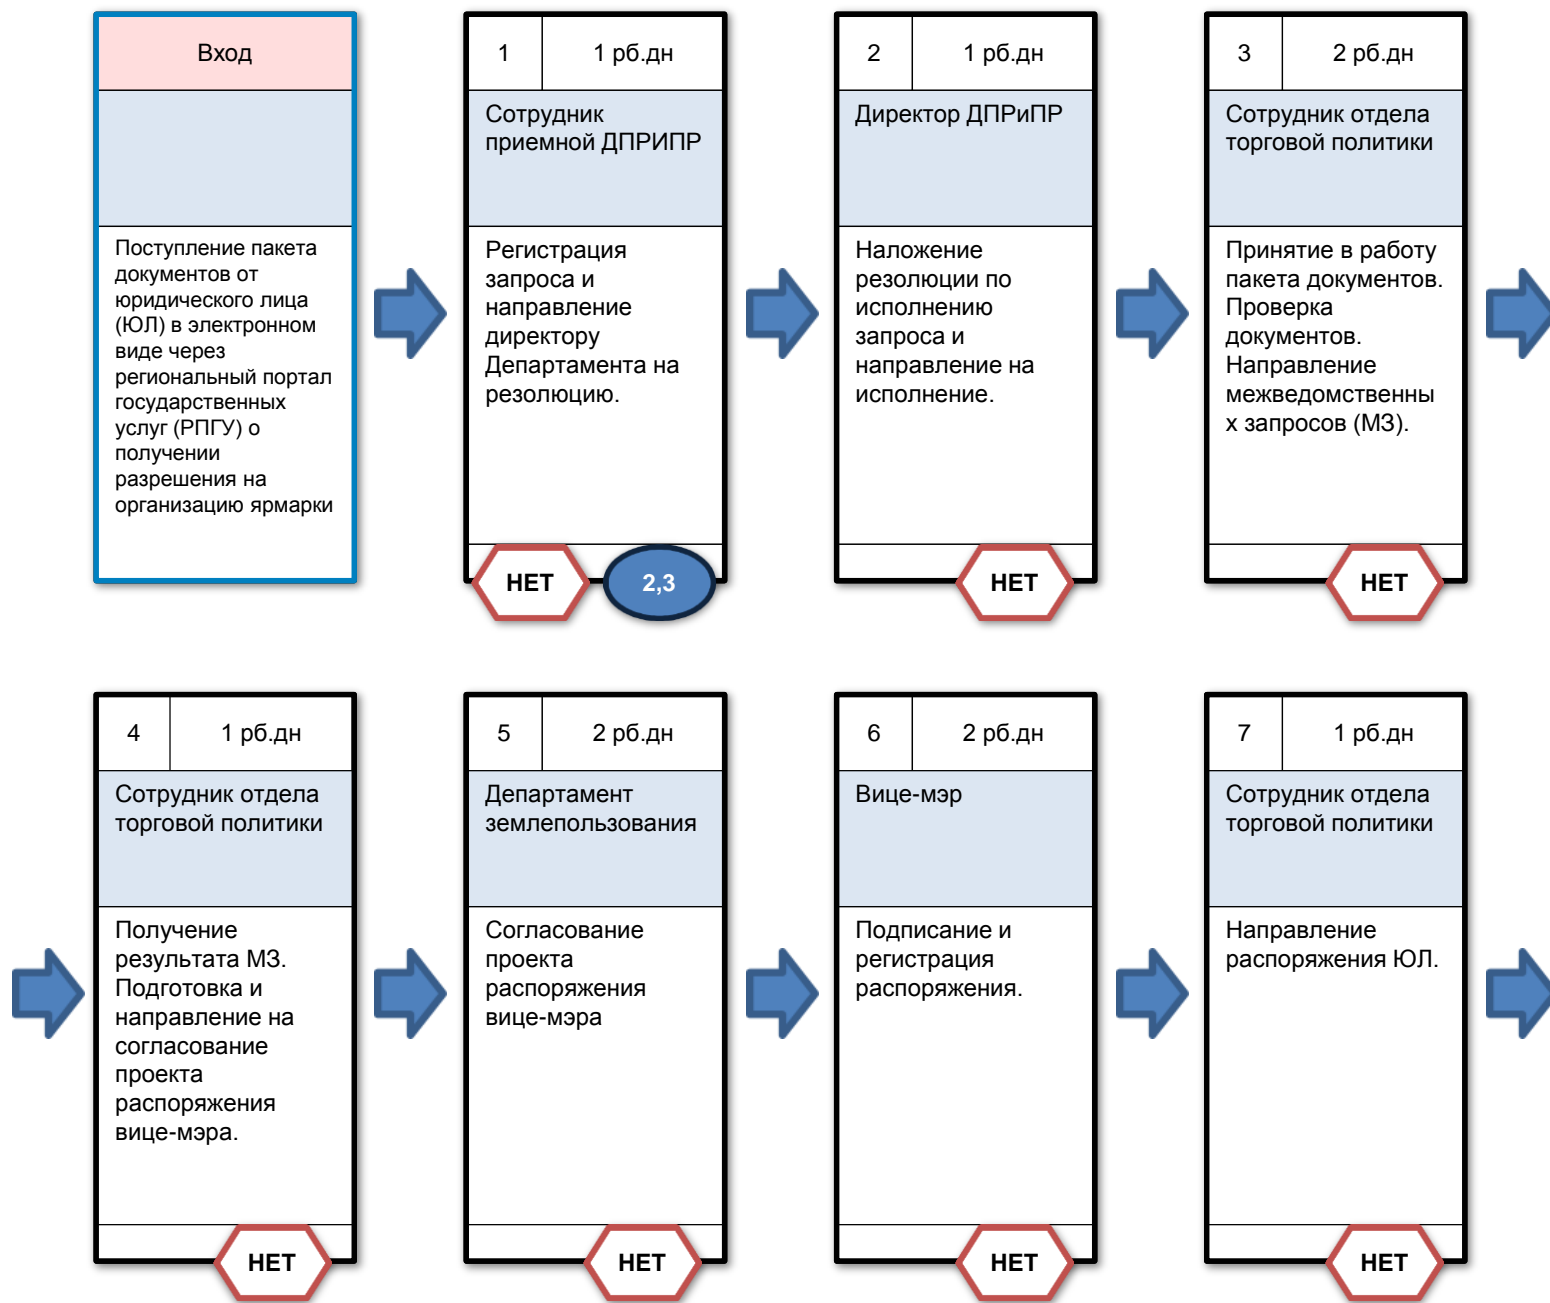 Вход
Поступление пакета
документов от
юридического лица
(ЮЛ) в электронном
виде через
региональный портал
государственных
услуг (РПГУ) о
получении
разрешения на
организацию ярмарки
1
1 рб.дн
Сотрудник
приемной ДПРИПР
Регистрация
запроса и
направление
директору
Департамента на
резолюцию.
НЕТ
2,3
2
1 рб.дн
Директор ДПРиПР
Наложение
резолюции по
исполнению
запроса и
направление на
исполнение.
НЕТ
3
2 рб.дн
Сотрудник отдела
торговой политики
Принятие в работу
пакета документов.
Проверка
документов.
Направление
межведомственны
х запросов (МЗ).
НЕТ
4
1 рб.дн
Сотрудник отдела
торговой политики
Получение
результата МЗ.
Подготовка и
направление на
согласование
проекта
распоряжения
вице-мэра.
НЕТ
5
2 рб.дн
Департамент
землепользования
Согласование
проекта
распоряжения
вице-мэра
НЕТ
6
2 рб.дн
Вице-мэр
Подписание и
регистрация
распоряжения.
НЕТ
7
1 рб.дн
Сотрудник отдела
торговой политики
Направление
распоряжения ЮЛ.
НЕТ